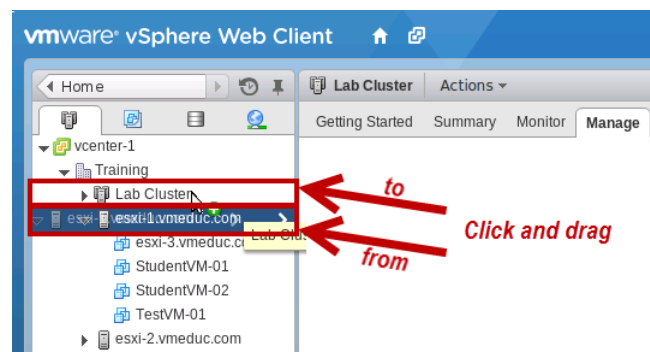 vmware® vSphere Web Client
Home
Lab Cluster Actions
Getting Started Summary Monitor Manage
vcenter-1
Training
Lab Cluster
to
esxi-1.vmeduc.com
Click and drag
esxi-3.vmeduc.c
from
StudentVM-01
StudentVM-02
TestVM-01
esxi-2.vmeduc.com